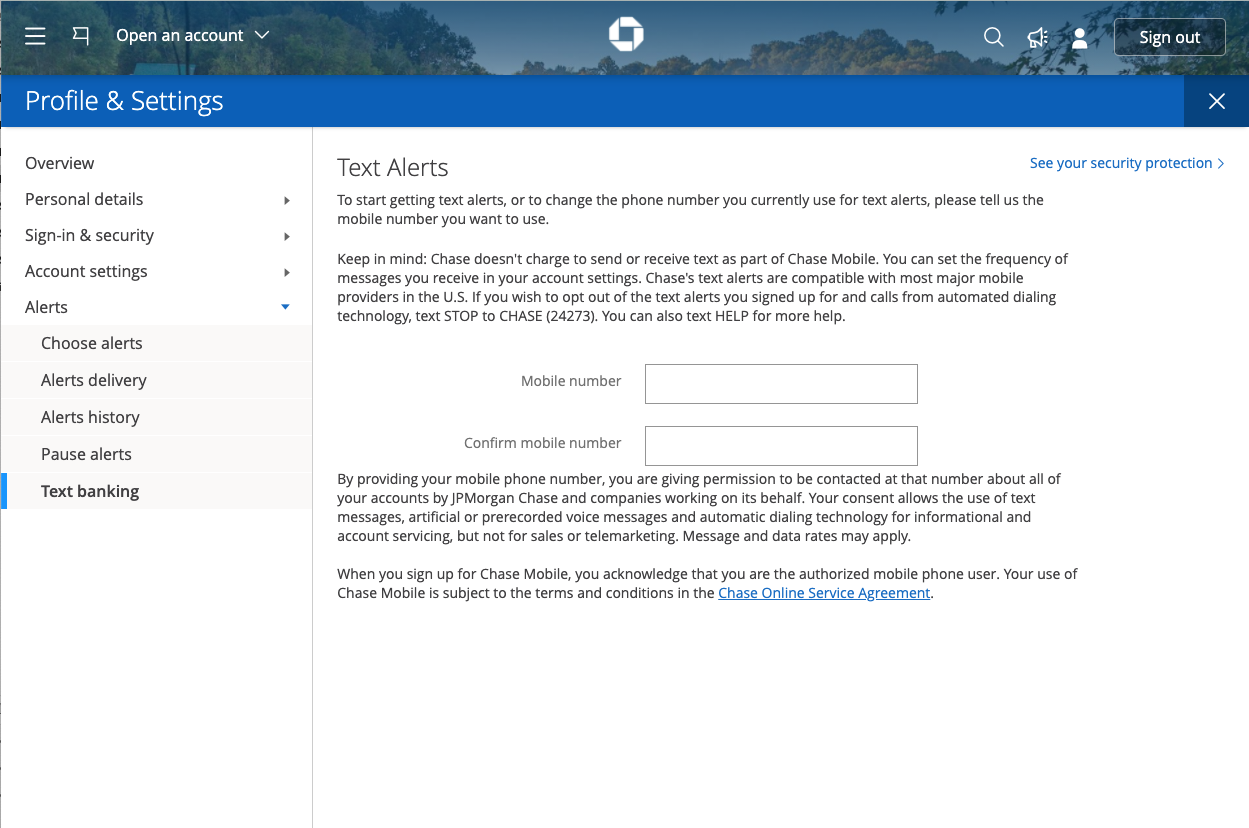 Open an account
Sign out
Profile & Settings
Overview
Personal details
Sign-in & security
Account settings
Alerts
Choose alerts
Alerts delivery
Alerts history
Pause alerts
Text banking
Text Alerts
See your security protection
To start getting text alerts, or to change the phone number you currently use for text alerts, please tell us the
mobile number you want to use.
Keep in mind: Chase doesn't charge to send or receive text as part of Chase Mobile. You can set the frequency of
messages you receive in your account settings. Chase's text alerts are compatible with most major mobile
providers in the U.S. If you wish to opt out of the text alerts you signed up for and calls from automated dialing
technology, text STOP to CHASE (24273). You can also text HELP for more help.
Mobile number
Confirm mobile number
By providing your mobile phone number, you are giving permission to be contacted at that number about all of
your accounts by JPMorgan Chase and companies working on its behalf. Your consent allows the use of text
messages, artificial or prerecorded voice messages and automatic dialing technology for informational and
account servicing, but not for sales or telemarketing. Message and data rates may apply.
When you sign up for Chase Mobile, you acknowledge that you are the authorized mobile phone user. Your use of
Chase Mobile is subject to the terms and conditions in the Chase Online Service Agreement.